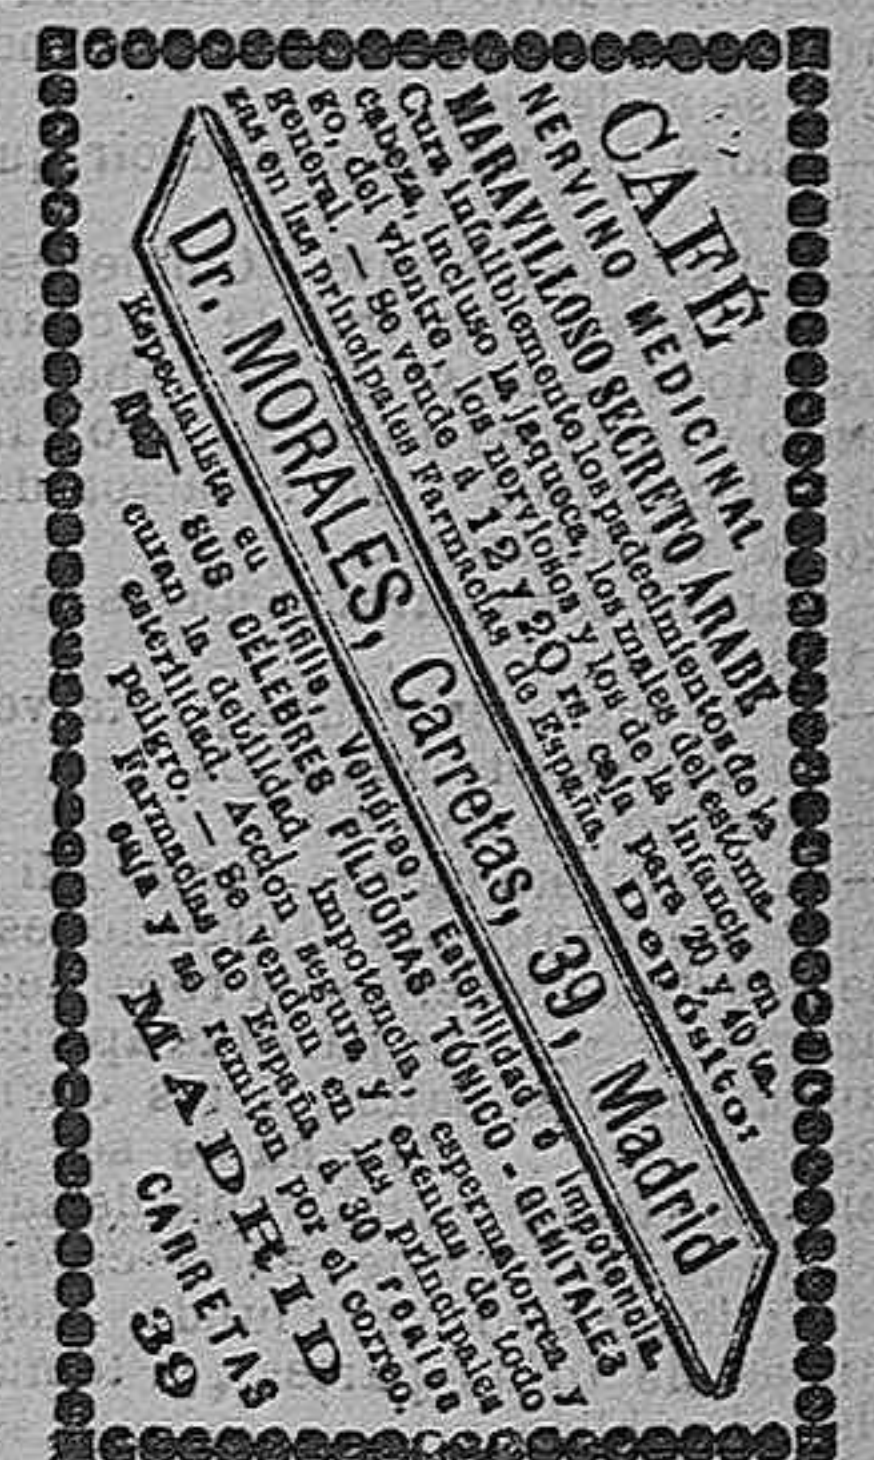 CAFÉ
NERVINO MEDICINAL
MARAVILLOSO SECRETO ÁRABE
Cura infaliblemente los padecimientos de la
cabeza, incluso la jaqueca, los males del estóma-
go, del vientre, los nerviosos y los de la infancia en
general. — Se vende á 12 y 20 rs. caja para 20 y 40 ta-
zas en las principales Farmacias de España. Depósito:
Dr. MORALES, Carretas, 39, Madrid
Especialista en Sífilis, Venéreo, Esterilidad é Impotencia.
SUS CÉLEBRES PÍLDORAS TÓNICO-GENITALES
curan la debilidad, impotencia, espermatorrea y
esterilidad. Acción segura y exentas de todo
peligro. — Se venden en las principales
Farmacias de España á 30 reales
caja y se remiten por el correo.
MADRID
CARRETAS
39